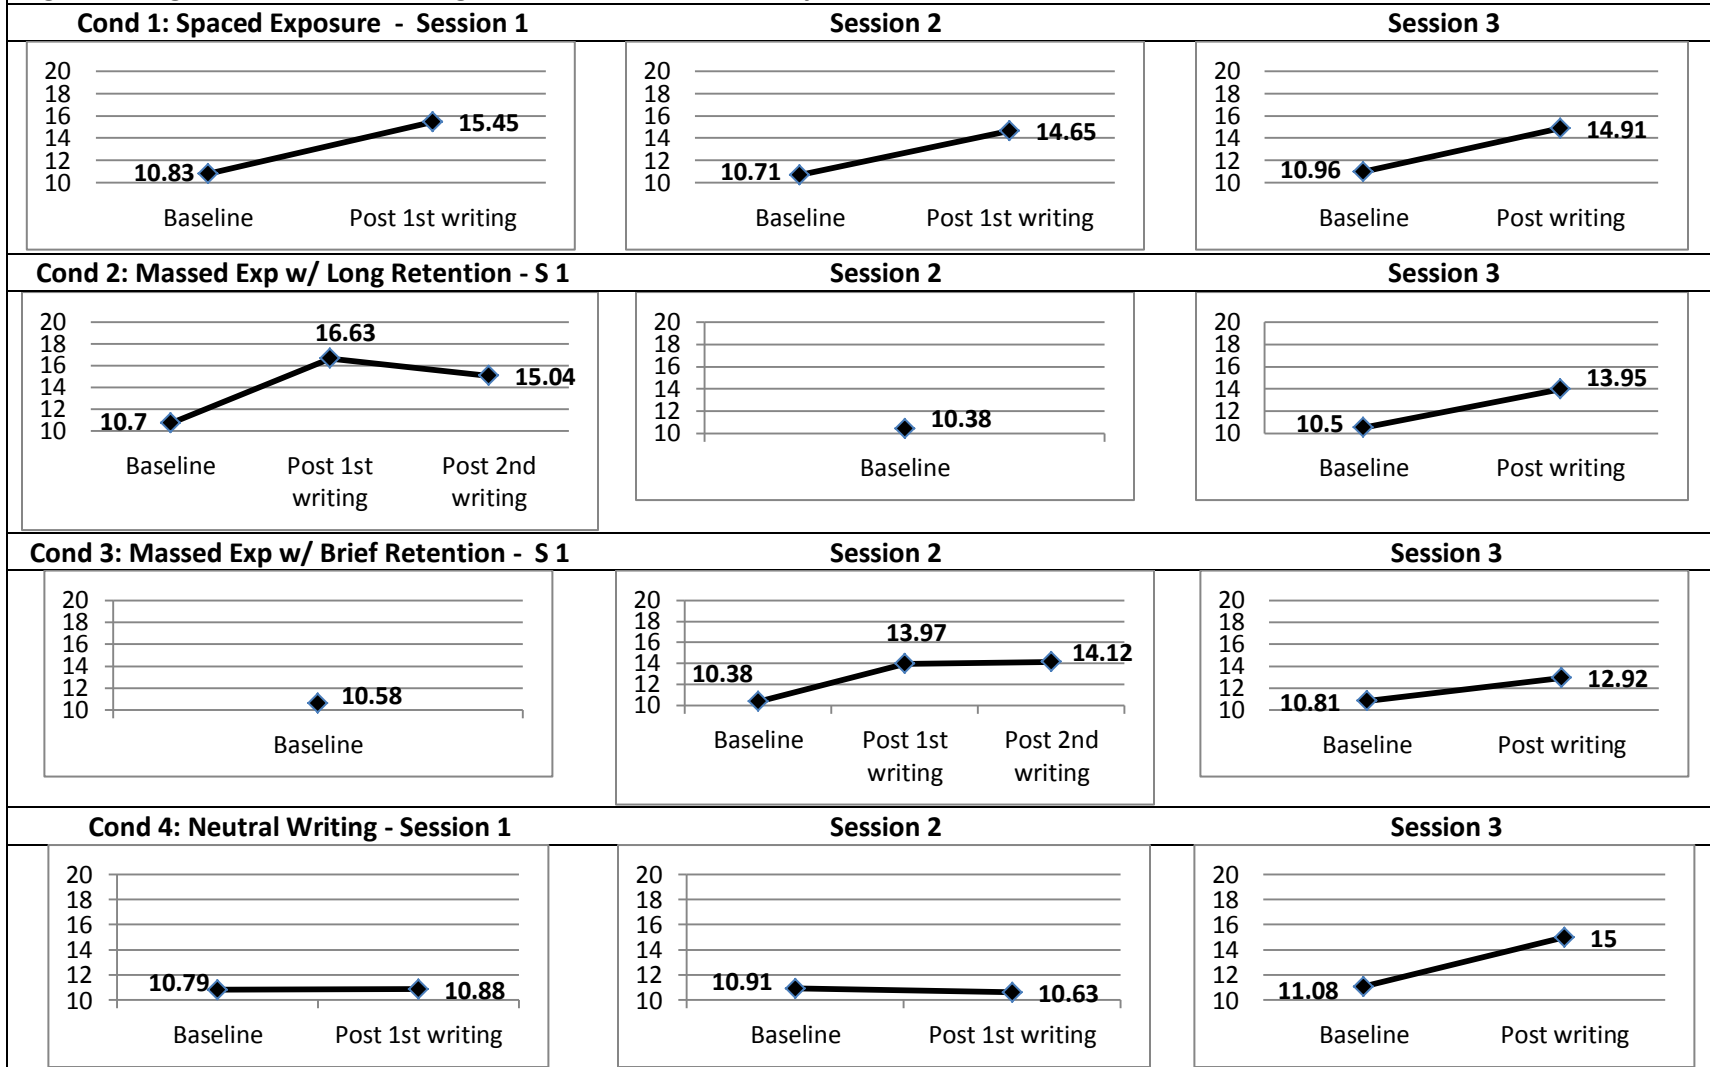 Cond 1: Spaced Exposure - Session 1
Session 2
Session 3
20
18
16
14
12
10
10.83
15.45
Baseline
Post 1st writing
20
18
16
14
12
10
10.71
14.65
Baseline
Post 1st writing
20
18
16
14
12
10
10.96
14.91
Baseline
Post writing
Cond 2: Massed Exp w/ Long Retention - S 1
Session 2
Session 3
20
18
16
14
12
10
10.7
16.63
15.04
Baseline
Post 1st
writing
Post 2nd
writing
20
18
16
14
12
10
10.38
Baseline
20
18
16
14
12
10
10.5
13.95
Baseline
Post writing
Cond 3: Massed Exp w/ Brief Retention - S 1
Session 2
Session 3
20
18
16
14
12
10
10.58
Baseline
20
18
16
14
12
10
10.38
13.97
14.12
Baseline
Post 1st
writing
Post 2nd
writing
20
18
16
14
12
10
10.81
12.92
Baseline
Post writing
Cond 4: Neutral Writing - Session 1
Session 2
Session 3
20
18
16
14
12
10
10.79
10.88
Baseline
Post 1st writing
20
18
16
14
12
10
10.91
10.63
Baseline
Post 1st writing
20
18
16
14
12
10
11.08
15
Baseline
Post writing